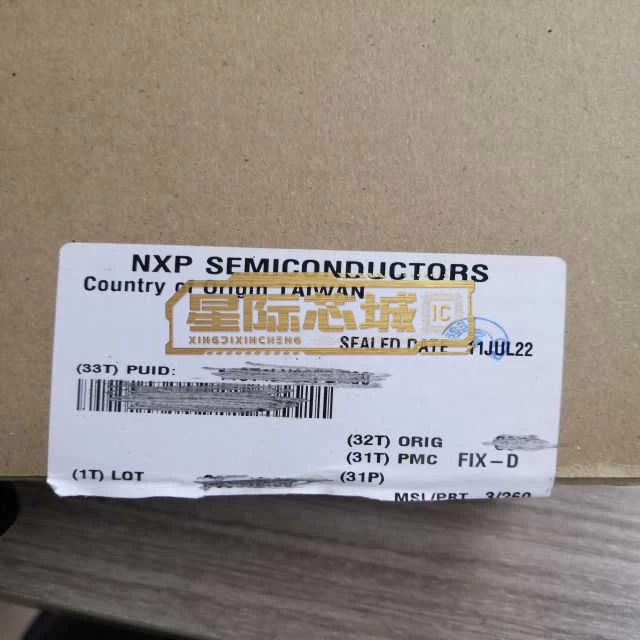 NXP SEMICONDUCTORS
Country of Origin TAIWAN
星际芯城 IC
XINGJIXINCHENG
SEALED DATE 11JUL22
(33T) PUID:
(32T) ORIG
(31T) PMC FIX-D
(1T) LOT (31P)
MSL/PBT 3/260